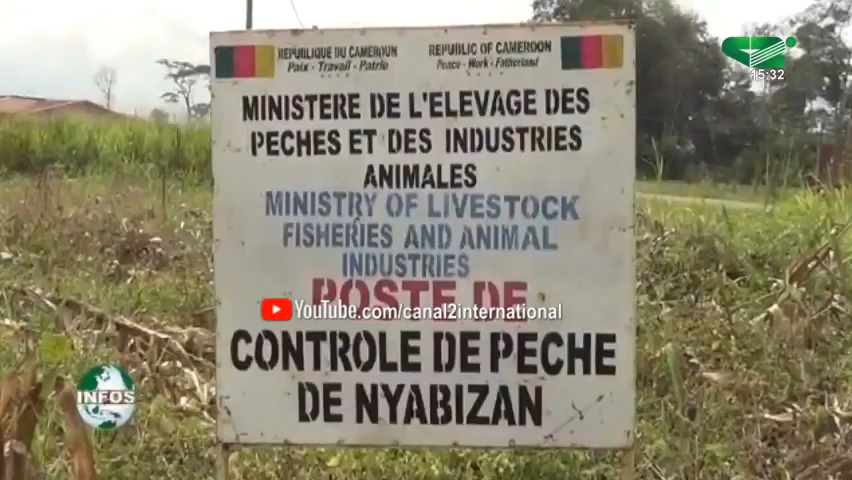 REPUBLIQUE DU CAMEROUN
Paix - Travail - Patrie
REPUBLIC OF CAMEROON
Peace - Work - Fatherland
15:32
MINISTERE DE L'ELEVAGE DES
PECHES ET DES INDUSTRIES
ANIMALES
MINISTRY OF LIVESTOCK
FISHERIES AND ANIMAL
INDUSTRIES
POSTE DE
YouTube.com/canal2international
CONTROLE DE PECHE
DE NYABIZAN
INFOS